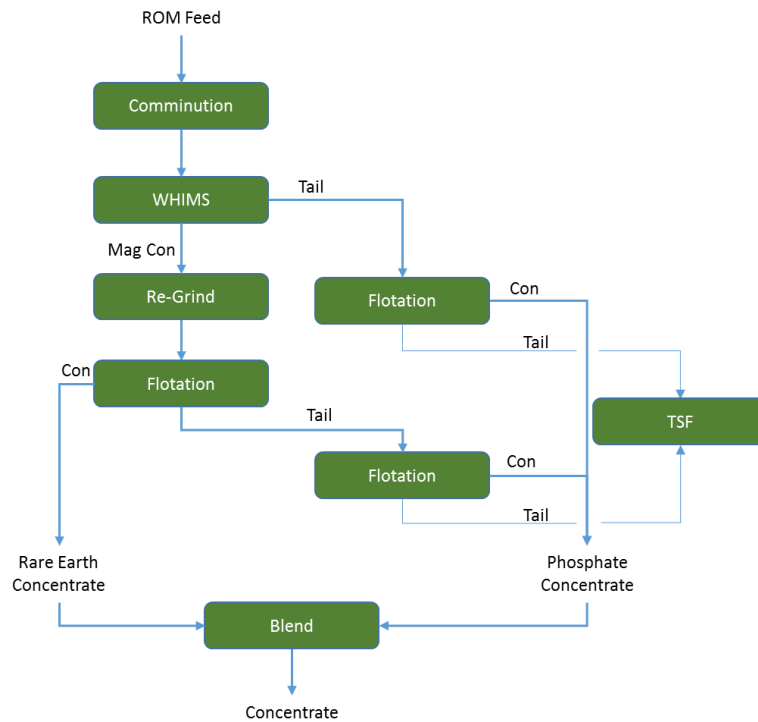 ROM Feed
Comminution
WHIMS
Tail
Mag Con
Re-Grind
Flotation
Con
Tail
Con
Flotation
Tail
TSF
Flotation
Con
Tail
Rare Earth
Concentrate
Phosphate
Concentrate
Blend
Concentrate